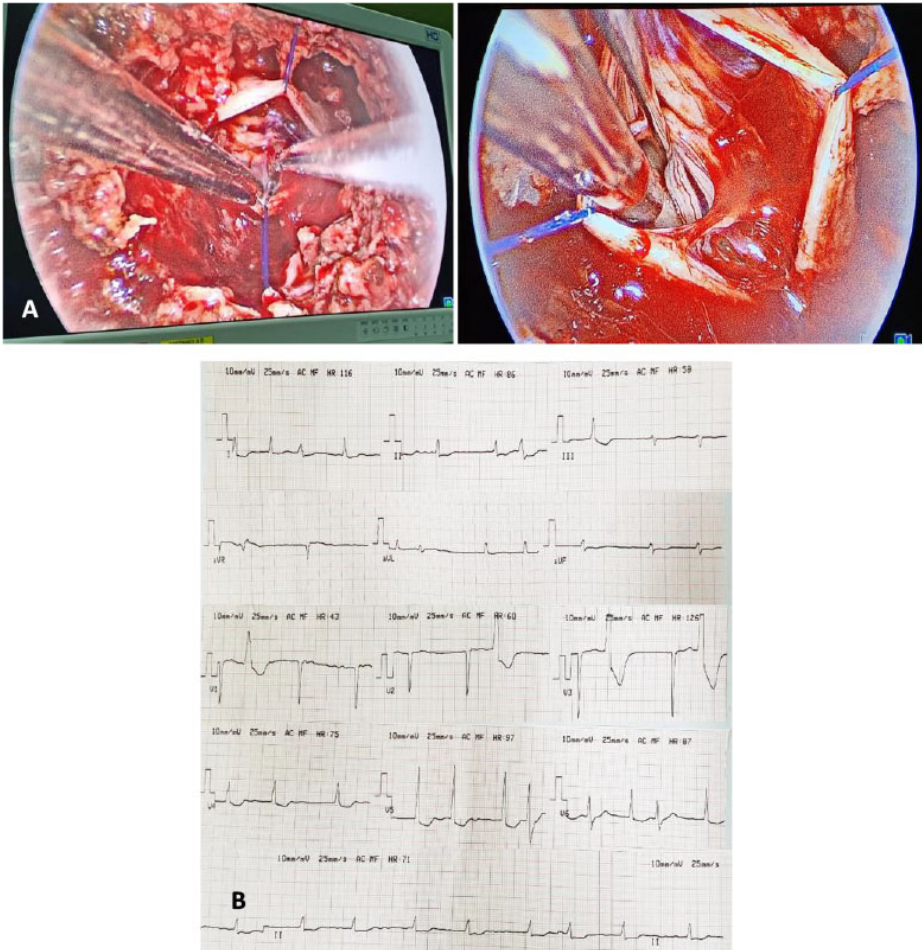 HD
A
10mm/mV 25mm/s AC MF HR:116
10mm/mV 25mm/s AC MF HR:86
10mm/mV 25mm/s AC MF HR:58
I
II
III
aVR
aVL
aVF
10mm/mV 25mm/s AC MF HR:43
10mm/mV 25mm/s AC MF HR:60
10mm/mV 25mm/s AC MF HR:126
V1
V2
V3
10mm/mV 25mm/s AC MF HR:75
10mm/mV 25mm/s AC MF HR:97
10mm/mV 25mm/s AC MF HR:87
V4
V5
V6
10mm/mV 25mm/s AC MF HR:71
10mm/mV 25mm/s
B
II
II